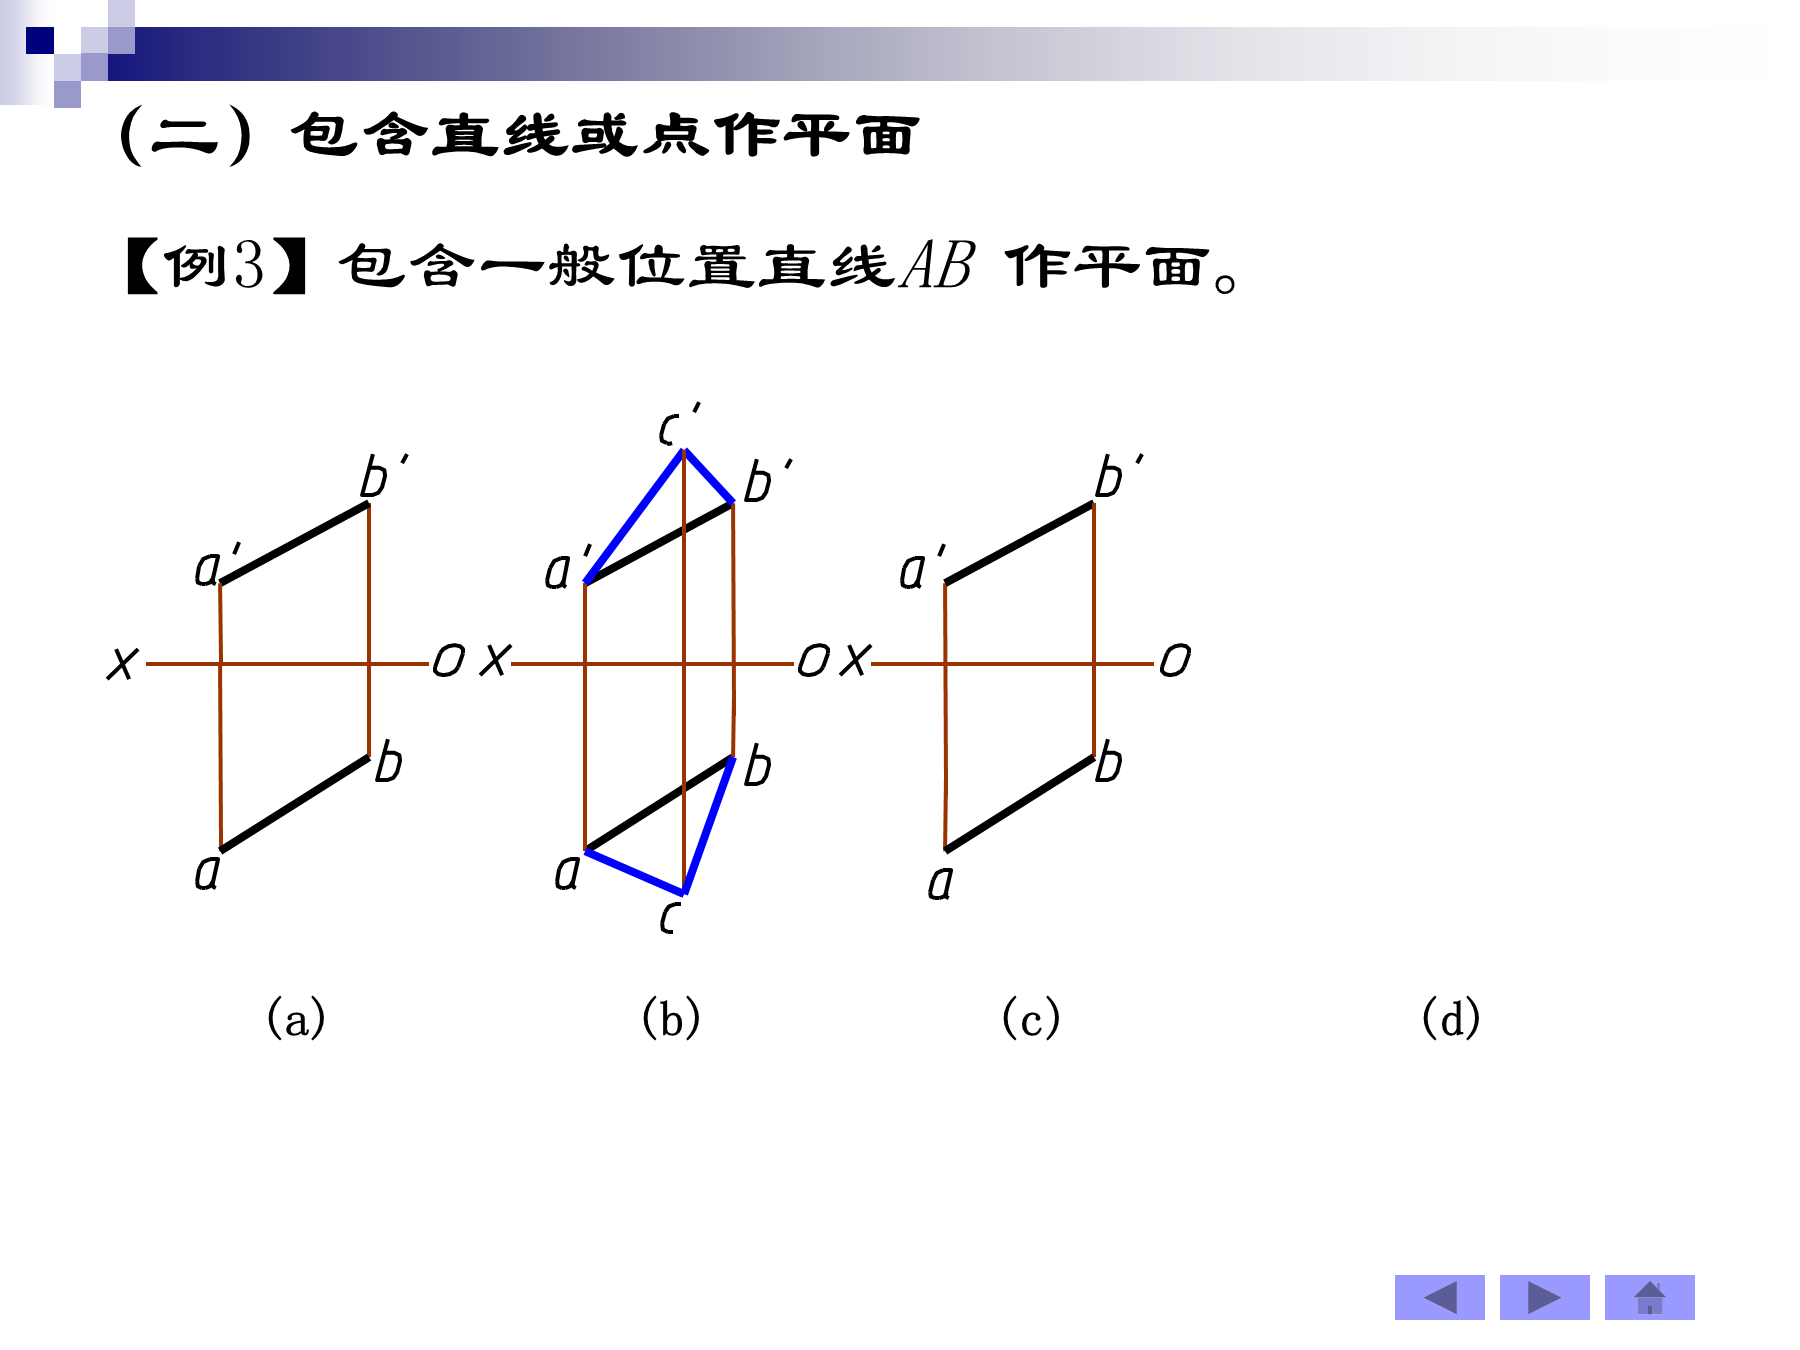 （二）包含直线或点作平面
【例3】包含一般位置直线AB 作平面。
c′
b′ b′ b′
a′ a′ a′
x o x o x o
b b b
a a a
c
(a) (b) (c) (d)